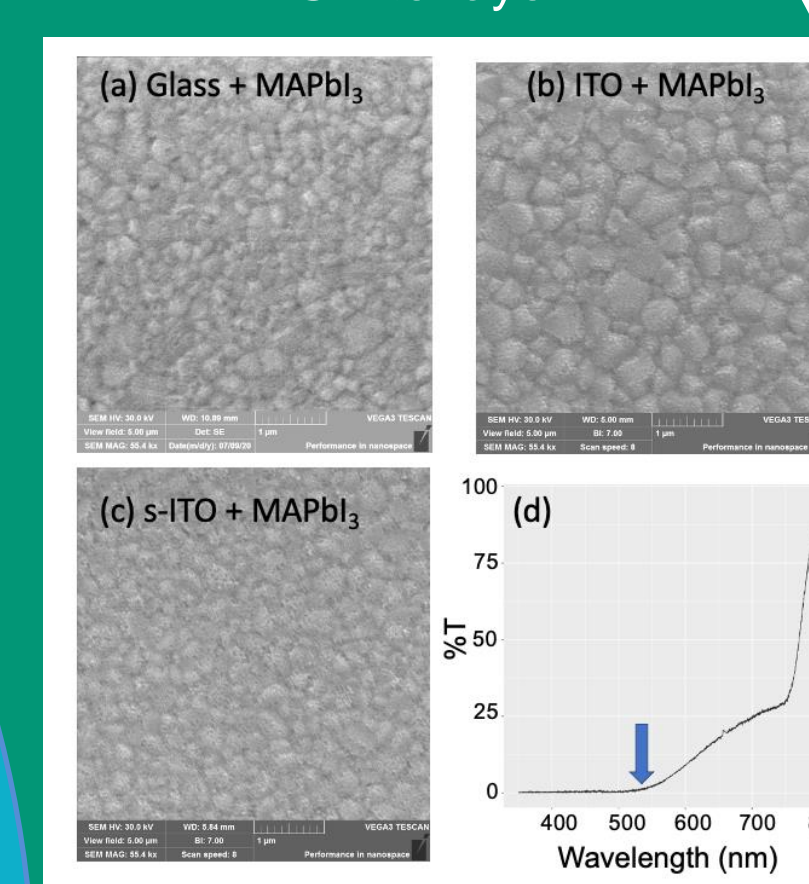 (a) Glass + MAPbI₃
SEM HV: 30.0 kV WD: 10.89 mm VEGA3 TESCAN
View field: 5.00 µm Det: SE 1 µm
SEM MAG: 55.4 kx Date(m/d/y): 07/09/20 Performance in nanospace
(b) ITO + MAPbI₃
SEM HV: 30.0 kV WD: 5.00 mm VEGA3 TES
View field: 5.00 µm BI: 7.00 1 µm
SEM MAG: 55.4 kx Scan speed: 8 Performance in nanospace
(c) s-ITO + MAPbI₃
SEM HV: 30.0 kV WD: 5.84 mm VEGA3 TESCAN
View field: 5.00 µm BI: 7.00 1 µm
SEM MAG: 55.4 kx Scan speed: 8 Performance in nanospace
(d)
%T
100
75
50
25
0
400 500 600 700
Wavelength (nm)